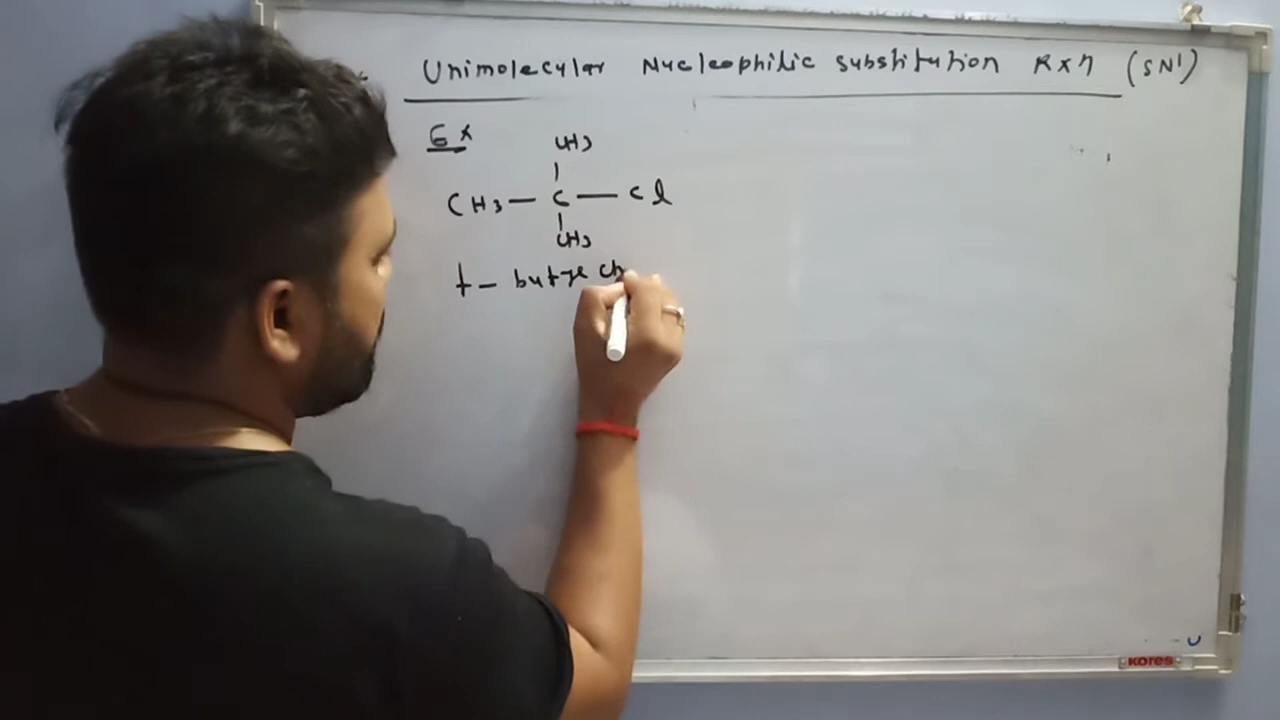 Unimolecular Nucleophilic substitution Rxn (SN1)
Ex
CH3
CH3— C — Cl
CH3
t - butyl ch
KORES